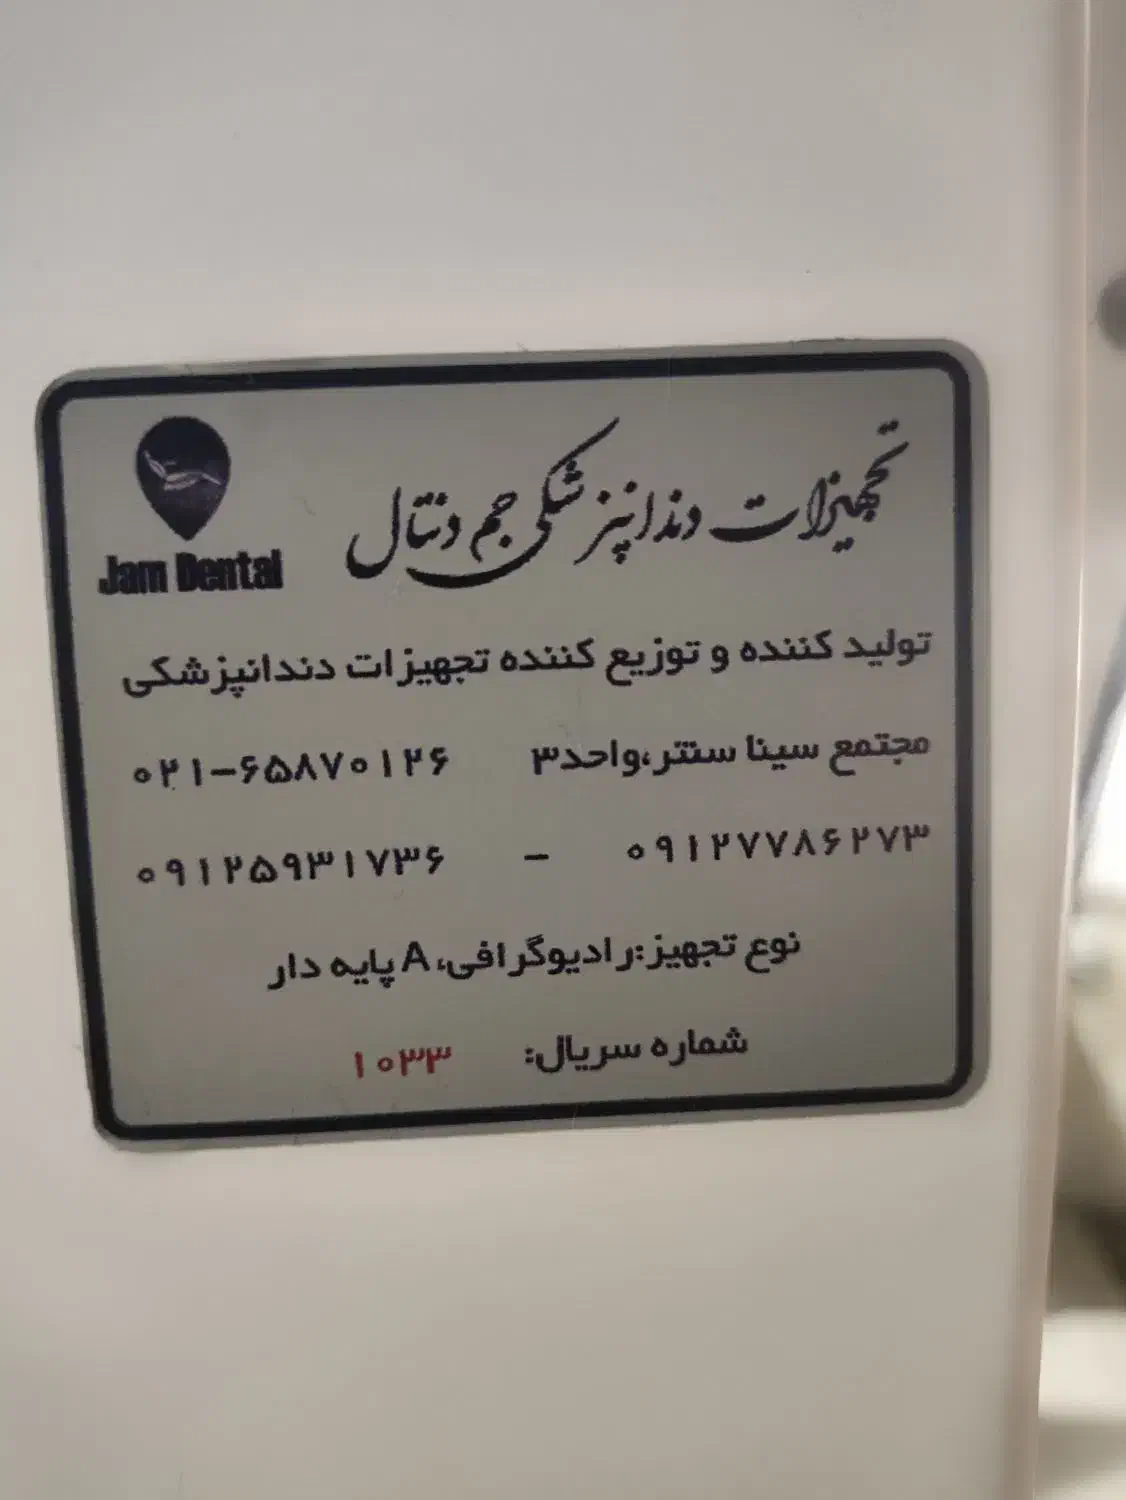 تجهیزات دندانپزشکی جم دنتال
Jam Dental
تولید کننده و توزیع کننده تجهیزات دندانپزشکی
مجتمع سینا سنتر،واحد۳ ۰۲۱-۶۵۸۷۰۱۲۶
۰۹۱۲۷۷۸۶۲۷۳ - ۰۹۱۲۵۹۳۱۷۳۶
نوع تجهیز:رادیوگرافی، A پایه دار
شماره سریال: ۱۰۳۳